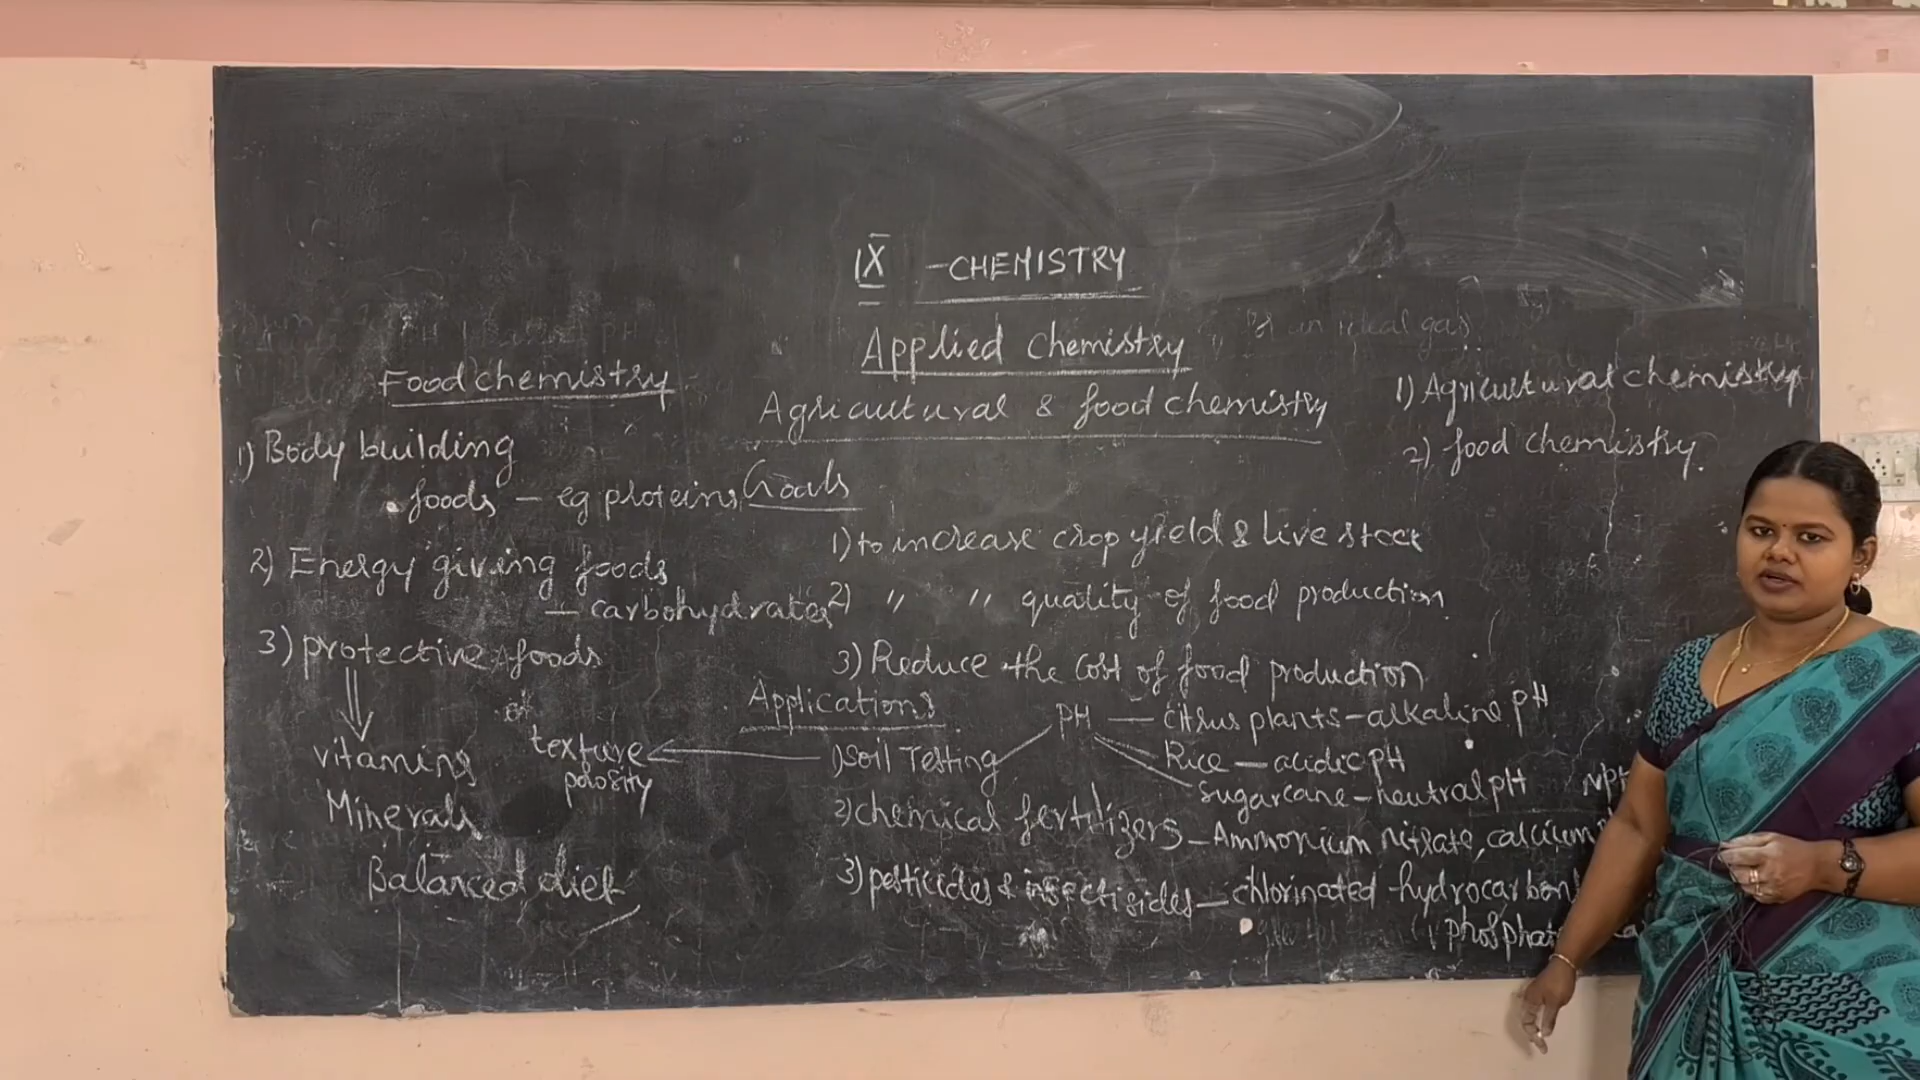 IX - CHEMISTRY
Applied chemistry
Agricultural & food chemistry
1) Agricultural chemistry
2) food chemistry.
Food chemistry
1) Body building
foods - eg proteins
2) Energy giving foods
- carbohydrates
3) protective foods
vitamins
Minerals
Balanced diet
Goals
1) to increase crop yield & Live stock
2) " " quality of food production
3) Reduce the cost of food production
Applications
1) Soil Testing
texture
porosity
PH - citrus plants - alkaline pH
Rice - acidic pH
Sugarcane - neutral pH
2) chemical fertilizers - Ammonium nitrate, calcium
3) pesticides & insectisides - chlorinated hydrocarbon